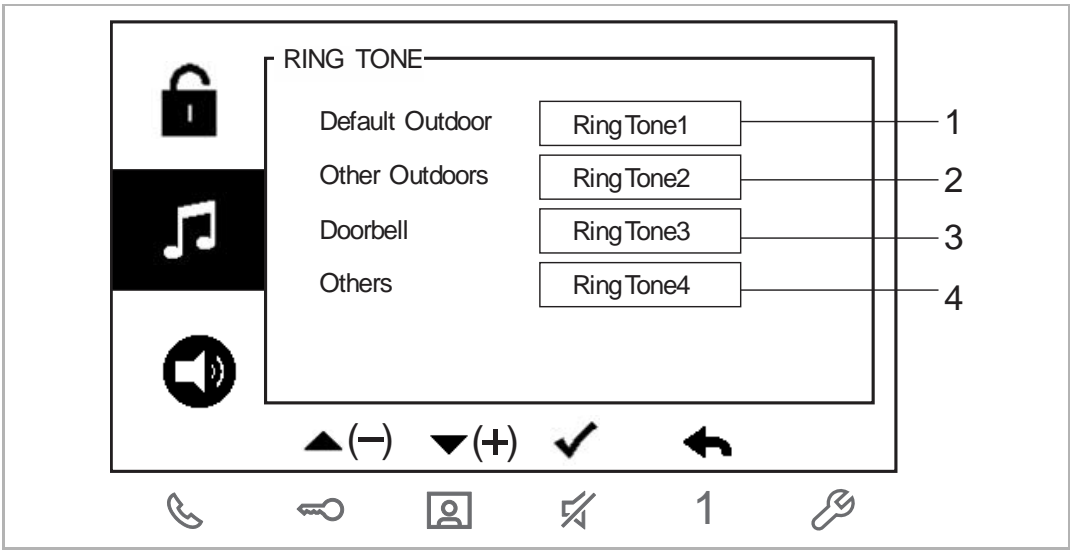 RING TONE
Default Outdoor RingTone1 1
Other Outdoors RingTone2 2
Doorbell RingTone3 3
Others RingTone4 4
(−) (+)
1